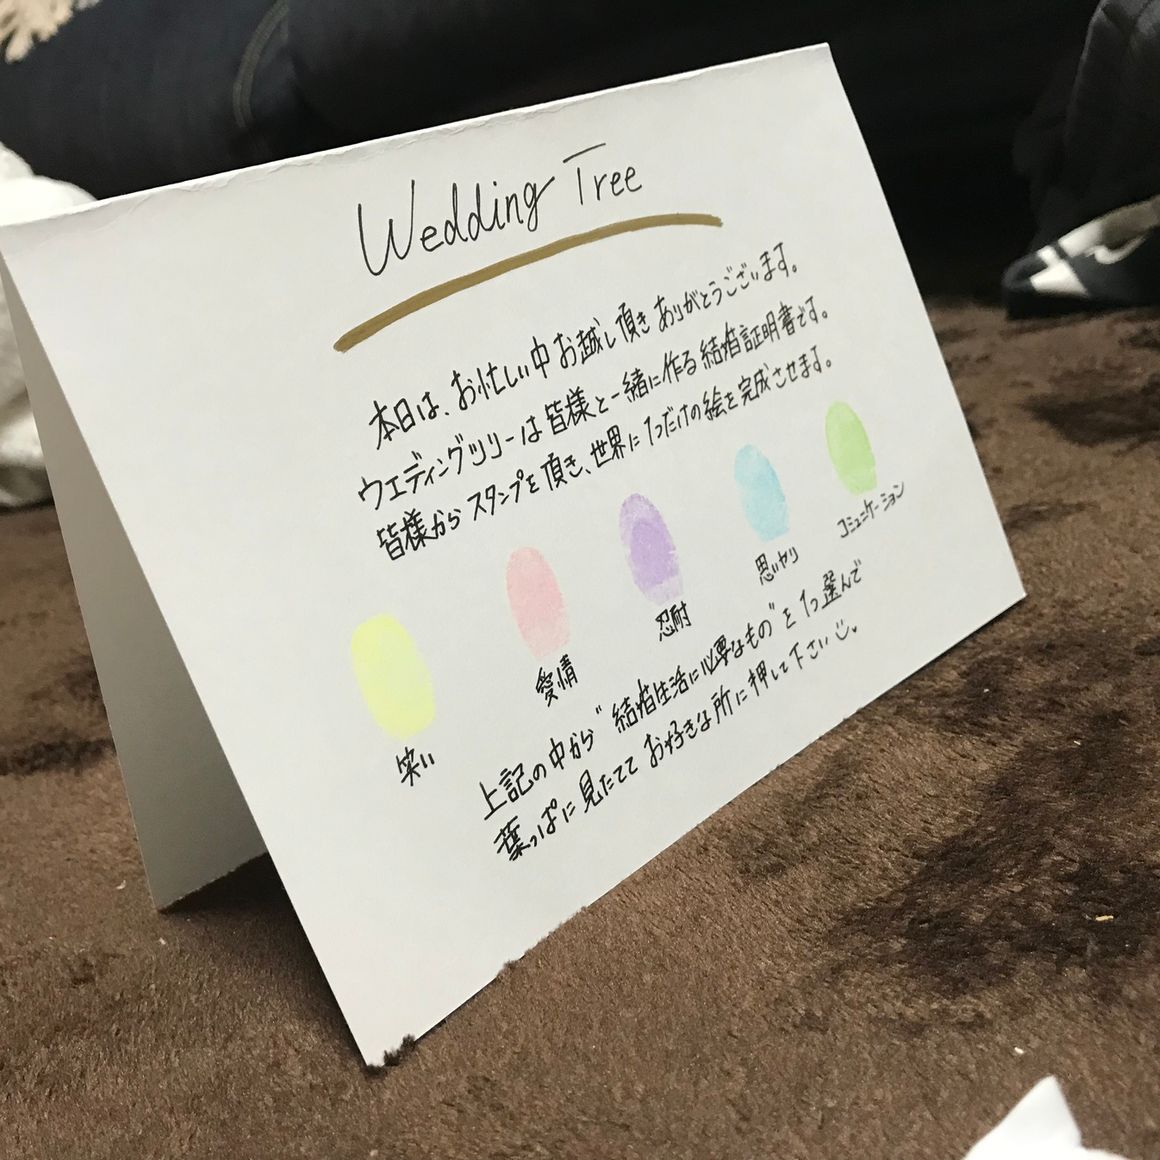 Wedding Tree
本日は、お忙しい中お越し頂きありがとうございます。
ウエディングツリーは皆様と一緒に作る結婚証明書です。
皆様からスタンプを頂き、世界に1つだけの絵を完成させます。
笑い
愛情
忍耐
思いやり
コミュニケーション
上記の中から"結婚生活に必要なもの"を1つ選んで
葉っぱに見たてて お好きな所に押して下さい☺。